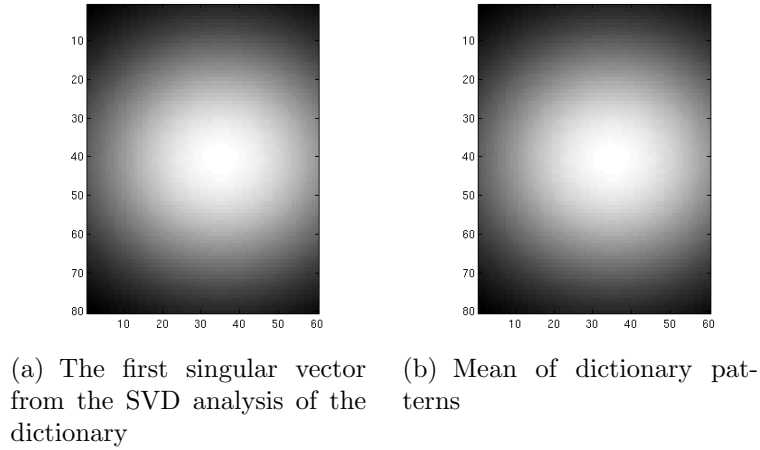 10
20
30
40
50
60
70
80
10 20 30 40 50 60
10
20
30
40
50
60
70
80
10 20 30 40 50 60
(a) The first singular vector
from the SVD analysis of the
dictionary
(b) Mean of dictionary pat-
terns